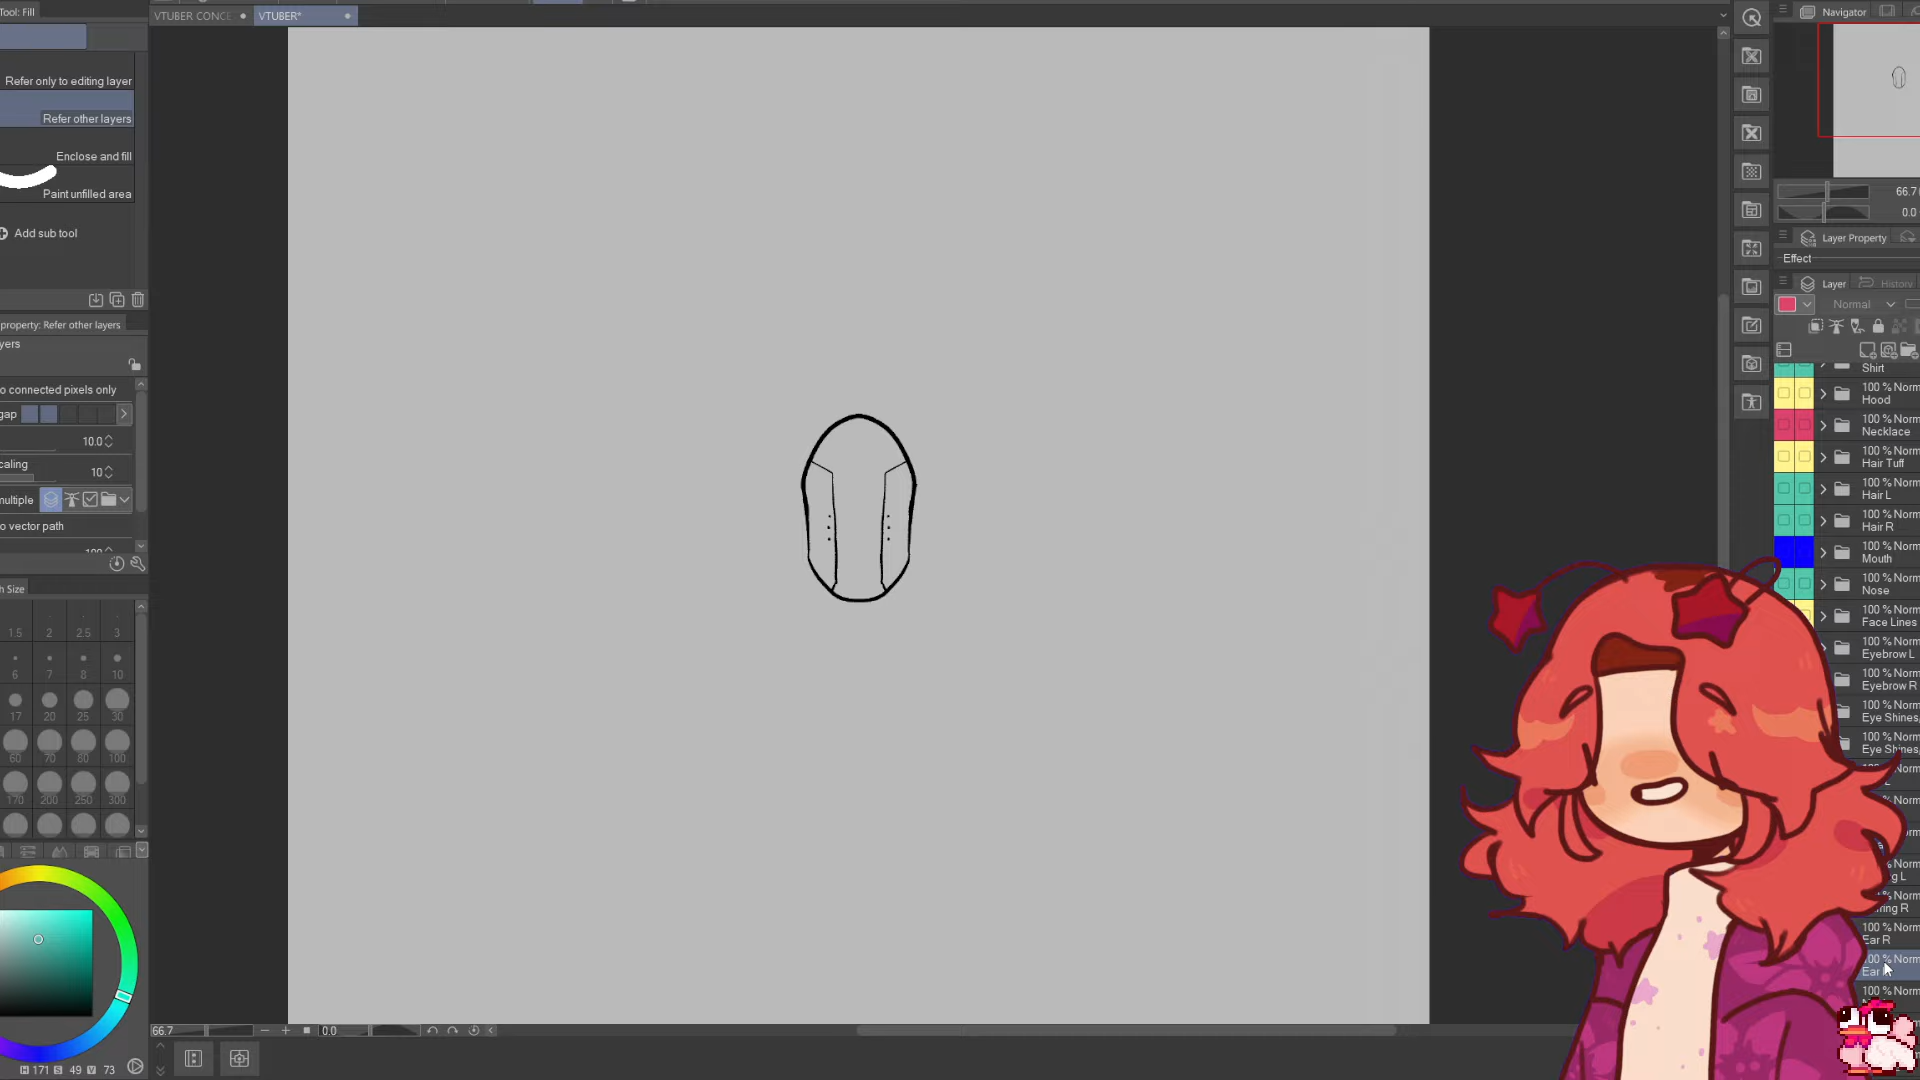 Tool: Fill
VTUBER CONCE
VTUBER*
Navigator
Refer only to editing layer
Refer other layers
Enclose and fill
Paint unfilled area
Add sub tool
property: Refer other layers
yers
o connected pixels only
gap
10.0
caling
10
multiple
o vector path
h Size
1.5 2 2.5 3
6 7 8 10
17 20 25 30
60 70 80 100
170 200 250 300
H 171 S 49 V 73
66.7
0.0
66.7
0.0
Layer Property
Effect
Layer
History
Normal
Shirt
100 % Norm
Hood
100 % Norm
Necklace
100 % Norm
Hair Tuff
100 % Norm
Hair L
100 % Norm
Hair R
100 % Norm
Mouth
100 % Norm
Nose
100 % Norm
Face Lines
100 % Norm
Eyebrow L
100 % Norm
Eyebrow R
100 % Norm
Eye Shines,
100 % Norm
Eye Shines,
100 % Norm
Ear R
100 % Norm
Ear
100 % Norm